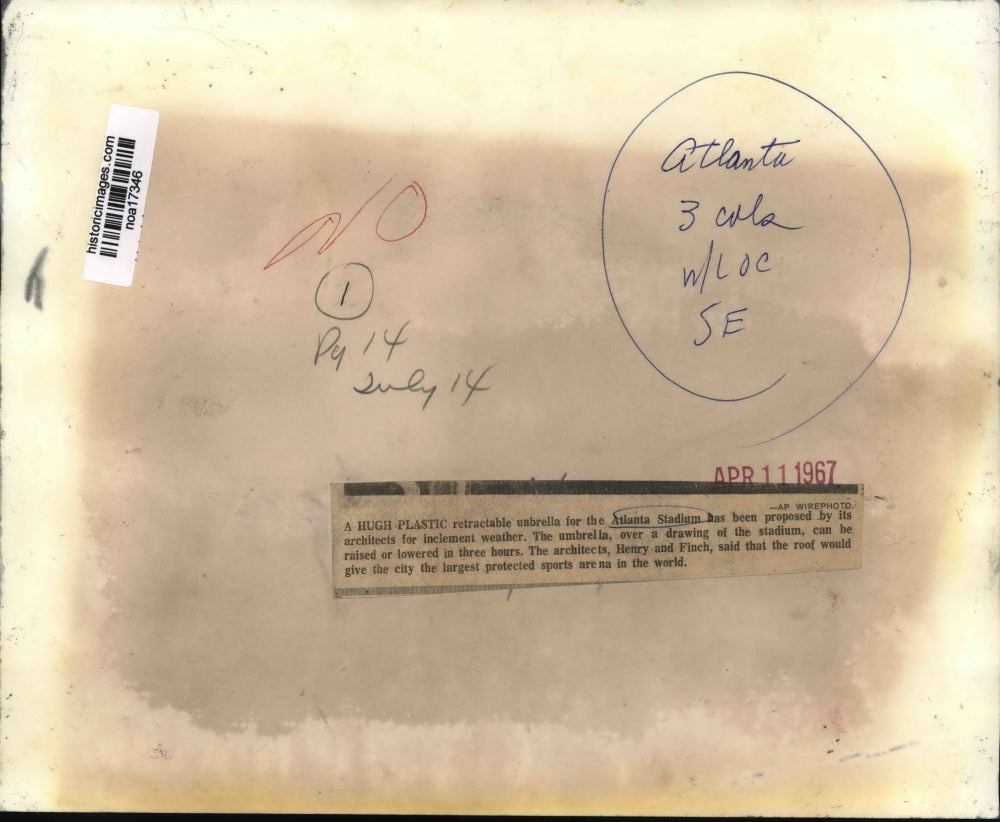 historicimages.com
noa17346
NO
1
Pg 14
July 14
Atlanta
3 cols
w/LOC
SE
APR 11 1967
—AP WIREPHOTO.
A HUGH PLASTIC retractable unbrella for the Atlanta Stadium has been proposed by its
architects for inclement weather. The umbrella, over a drawing of the stadium, can be
raised or lowered in three hours. The architects, Henry and Finch, said that the roof would
give the city the largest protected sports arena in the world.